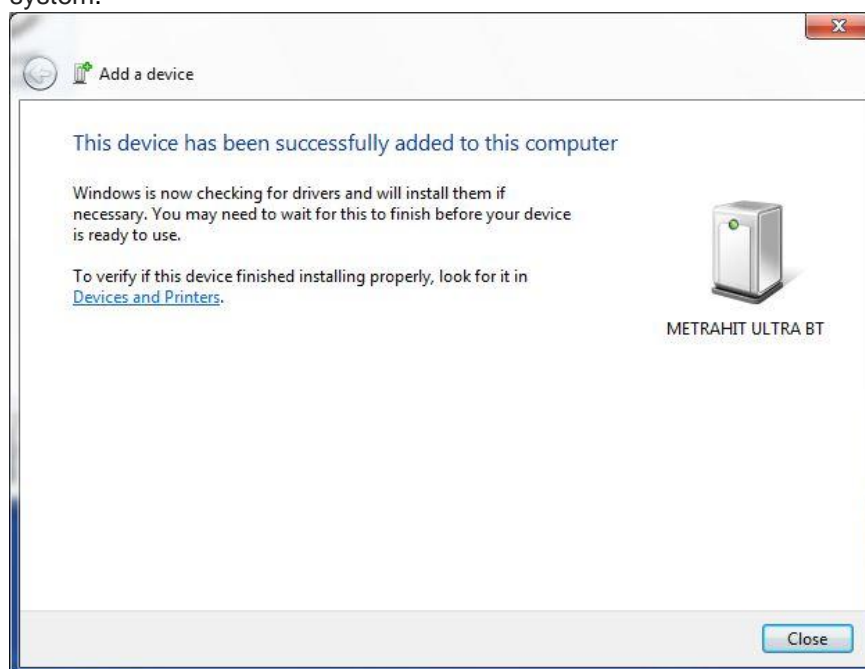 system.
Add a device
This device has been successfully added to this computer
Windows is now checking for drivers and will install them if
necessary. You may need to wait for this to finish before your device
is ready to use.
To verify if this device finished installing properly, look for it in
Devices and Printers.
METRAHIT ULTRA BT
Close